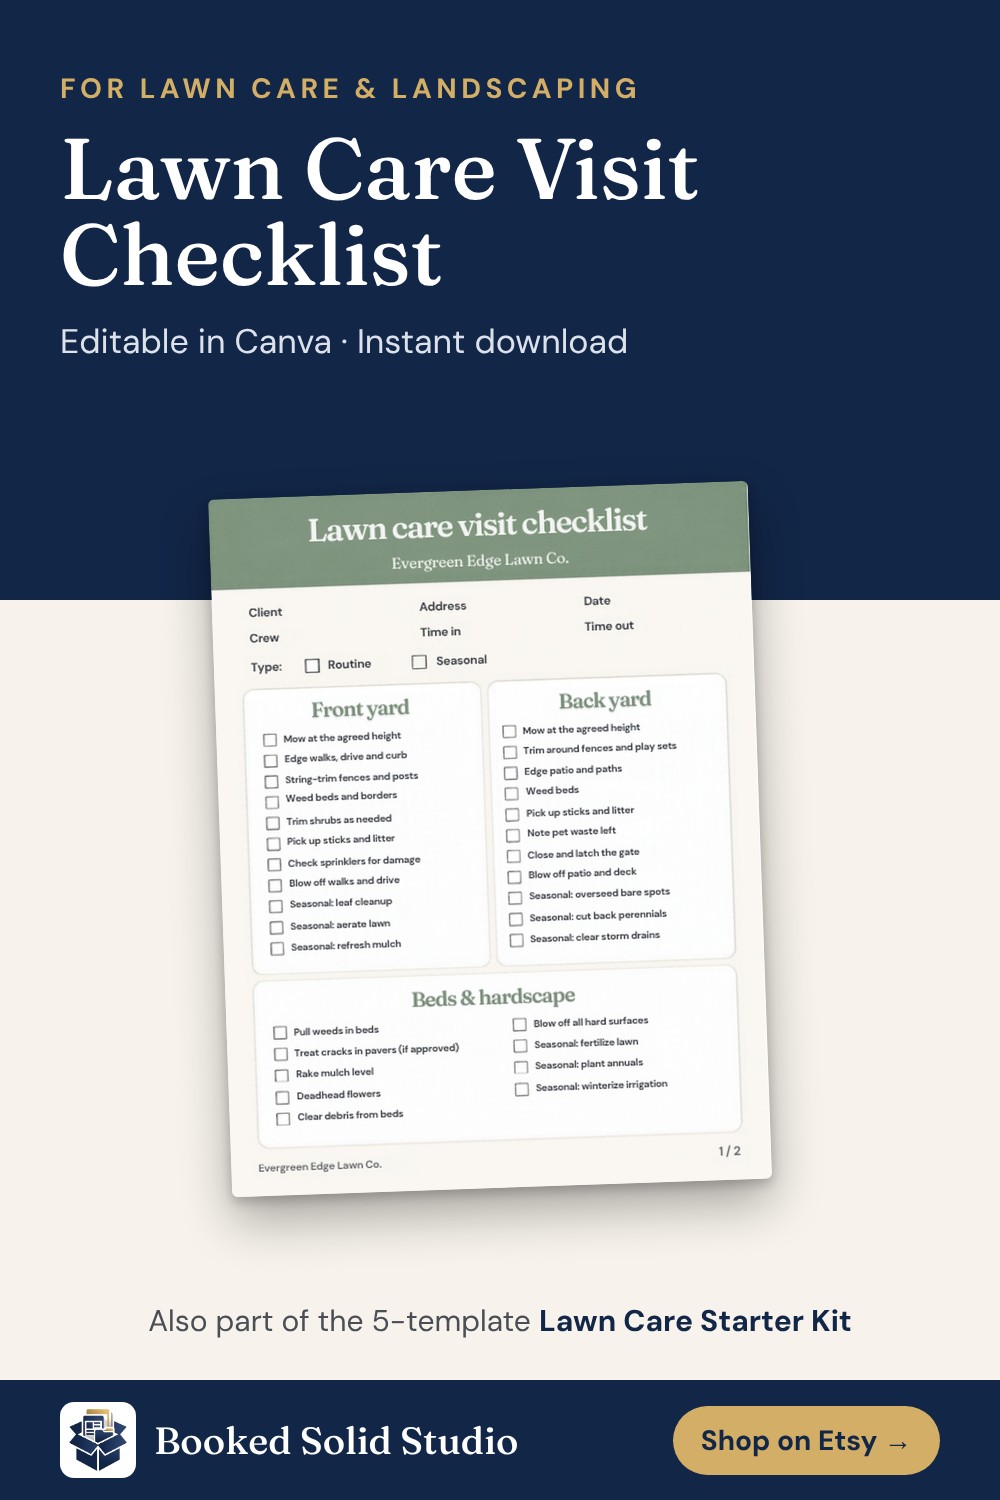 FOR LAWN CARE & LANDSCAPING
Lawn Care Visit
Checklist
Editable in Canva · Instant download
Lawn care visit checklist
Evergreen Edge Lawn Co.
Client Address Date
Crew Time in Time out
Type: Routine Seasonal
Front yard
Mow at the agreed height
Edge walks, drive and curb
String-trim fences and posts
Weed beds and borders
Trim shrubs as needed
Pick up sticks and litter
Check sprinklers for damage
Blow off walks and drive
Seasonal: leaf cleanup
Seasonal: aerate lawn
Seasonal: refresh mulch
Back yard
Mow at the agreed height
Trim around fences and play sets
Edge patio and paths
Weed beds
Pick up sticks and litter
Note pet waste left
Close and latch the gate
Blow off patio and deck
Seasonal: overseed bare spots
Seasonal: cut back perennials
Seasonal: clear storm drains
Beds & hardscape
Pull weeds in beds
Treat cracks in pavers (if approved)
Rake mulch level
Deadhead flowers
Clear debris from beds
Blow off all hard surfaces
Seasonal: fertilize lawn
Seasonal: plant annuals
Seasonal: winterize irrigation
Evergreen Edge Lawn Co. 1 / 2
Also part of the 5-template Lawn Care Starter Kit
Booked Solid Studio
Shop on Etsy →